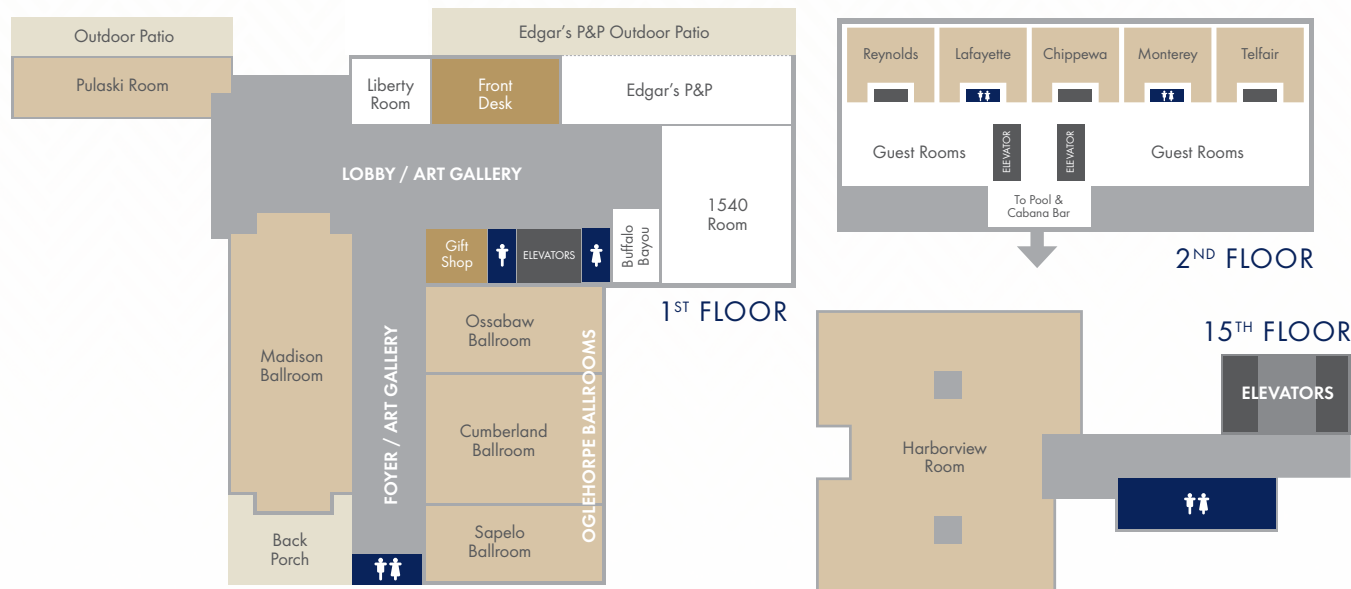 Outdoor Patio
Pulaski Room
Edgar's P&P Outdoor Patio
Liberty
Room
Front
Desk
Edgar's P&P
LOBBY / ART GALLERY
1540
Room
Gift
Shop
ELEVATORS
Buffalo
Bayou
1ST FLOOR
Madison
Ballroom
FOYER / ART GALLERY
Ossabaw
Ballroom
Cumberland
Ballroom
Sapelo
Ballroom
OGLEHORPE BALLROOMS
Back
Porch
Reynolds
Lafayette
Chippewa
Monterey
Telfair
Guest Rooms
ELEVATOR
ELEVATOR
Guest Rooms
To Pool &
Cabana Bar
2ND FLOOR
15TH FLOOR
ELEVATORS
Harborview
Room